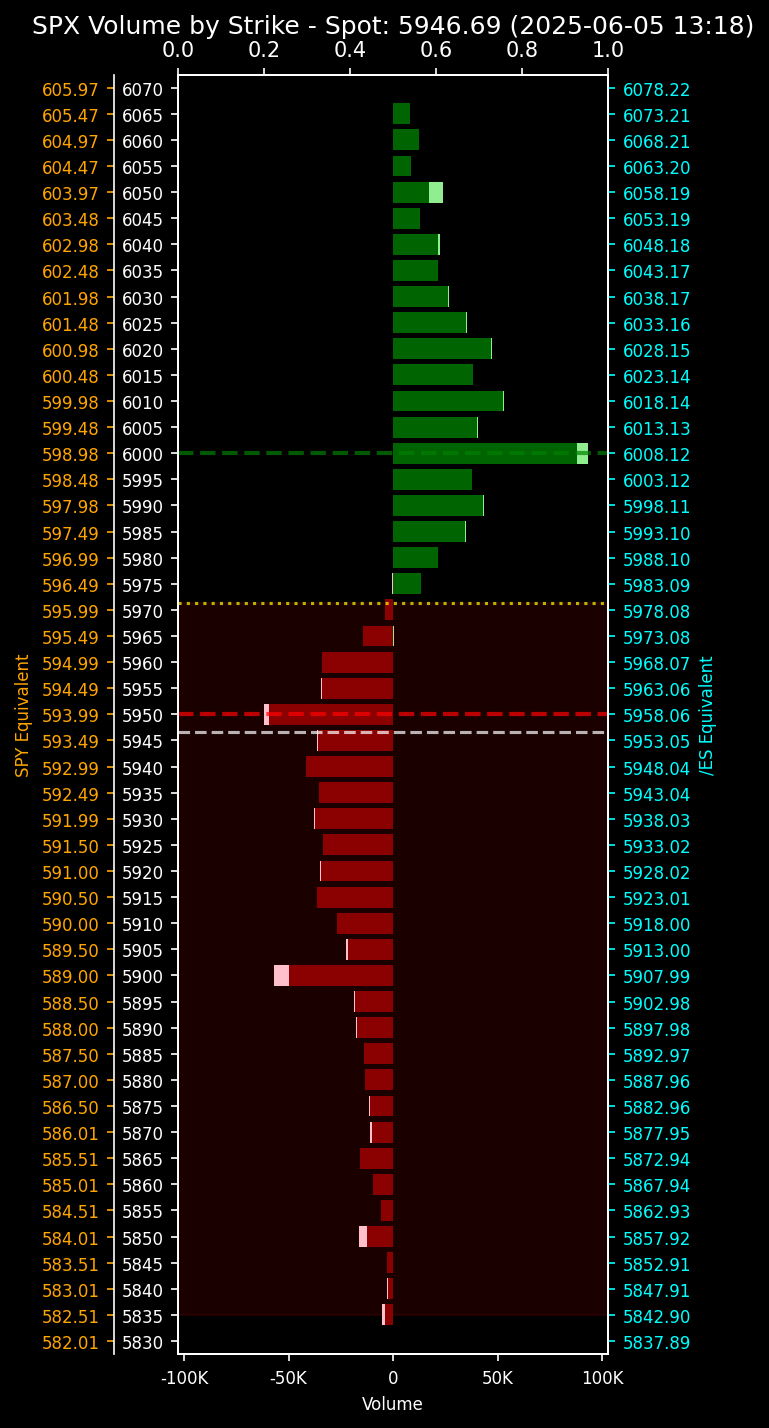 SPX Volume by Strike - Spot: 5946.69 (2025-06-05 13:18)
0.0 0.2 0.4 0.6 0.8 1.0
605.97 6070 6078.22
605.47 6065 6073.21
604.97 6060 6068.21
604.47 6055 6063.20
603.97 6050 6058.19
603.48 6045 6053.19
602.98 6040 6048.18
602.48 6035 6043.17
601.98 6030 6038.17
601.48 6025 6033.16
600.98 6020 6028.15
600.48 6015 6023.14
599.98 6010 6018.14
599.48 6005 6013.13
598.98 6000 6008.12
598.48 5995 6003.12
597.98 5990 5998.11
597.49 5985 5993.10
596.99 5980 5988.10
596.49 5975 5983.09
595.99 5970 5978.08
595.49 5965 5973.08
594.99 5960 5968.07
594.49 5955 5963.06
593.99 5950 5958.06
593.49 5945 5953.05
592.99 5940 5948.04
592.49 5935 5943.04
591.99 5930 5938.03
591.50 5925 5933.02
591.00 5920 5928.02
590.50 5915 5923.01
590.00 5910 5918.00
589.50 5905 5913.00
589.00 5900 5907.99
588.50 5895 5902.98
588.00 5890 5897.98
587.50 5885 5892.97
587.00 5880 5887.96
586.50 5875 5882.96
586.01 5870 5877.95
585.51 5865 5872.94
585.01 5860 5867.94
584.51 5855 5862.93
584.01 5850 5857.92
583.51 5845 5852.91
583.01 5840 5847.91
582.51 5835 5842.90
582.01 5830 5837.89
SPY Equivalent
/ES Equivalent
-100K -50K 0 50K 100K
Volume